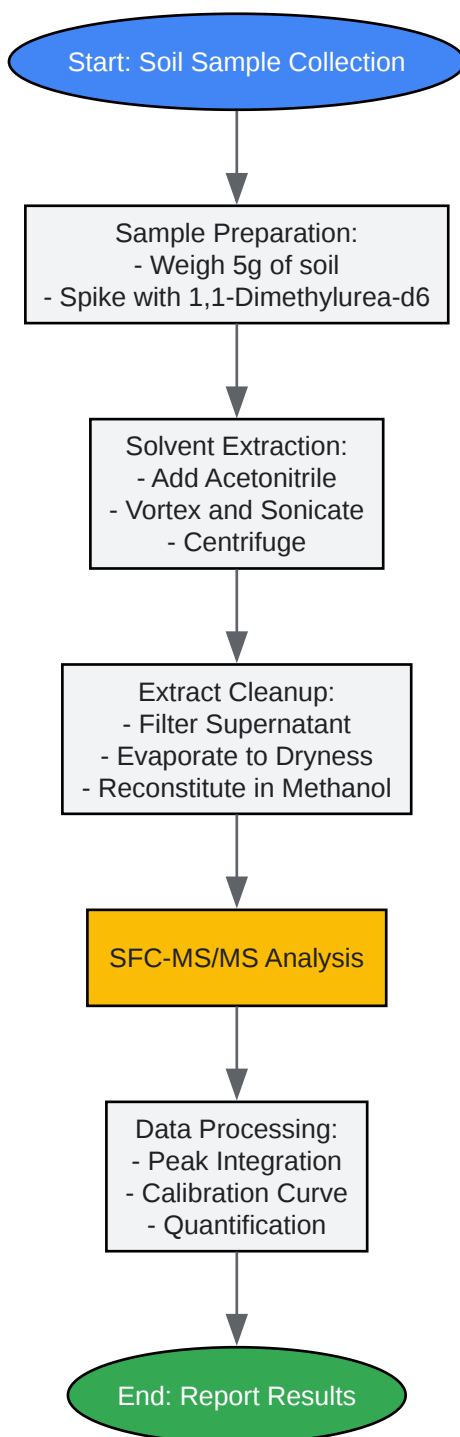 Start: Soil Sample Collection
Sample Preparation:
- Weigh 5g of soil
- Spike with 1,1-Dimethylurea-d6
Solvent Extraction:
- Add Acetonitrile
- Vortex and Sonicate
- Centrifuge
Extract Cleanup:
- Filter Supernatant
- Evaporate to Dryness
- Reconstitute in Methanol
SFC-MS/MS Analysis
Data Processing:
- Peak Integration
- Calibration Curve
- Quantification
End: Report Results